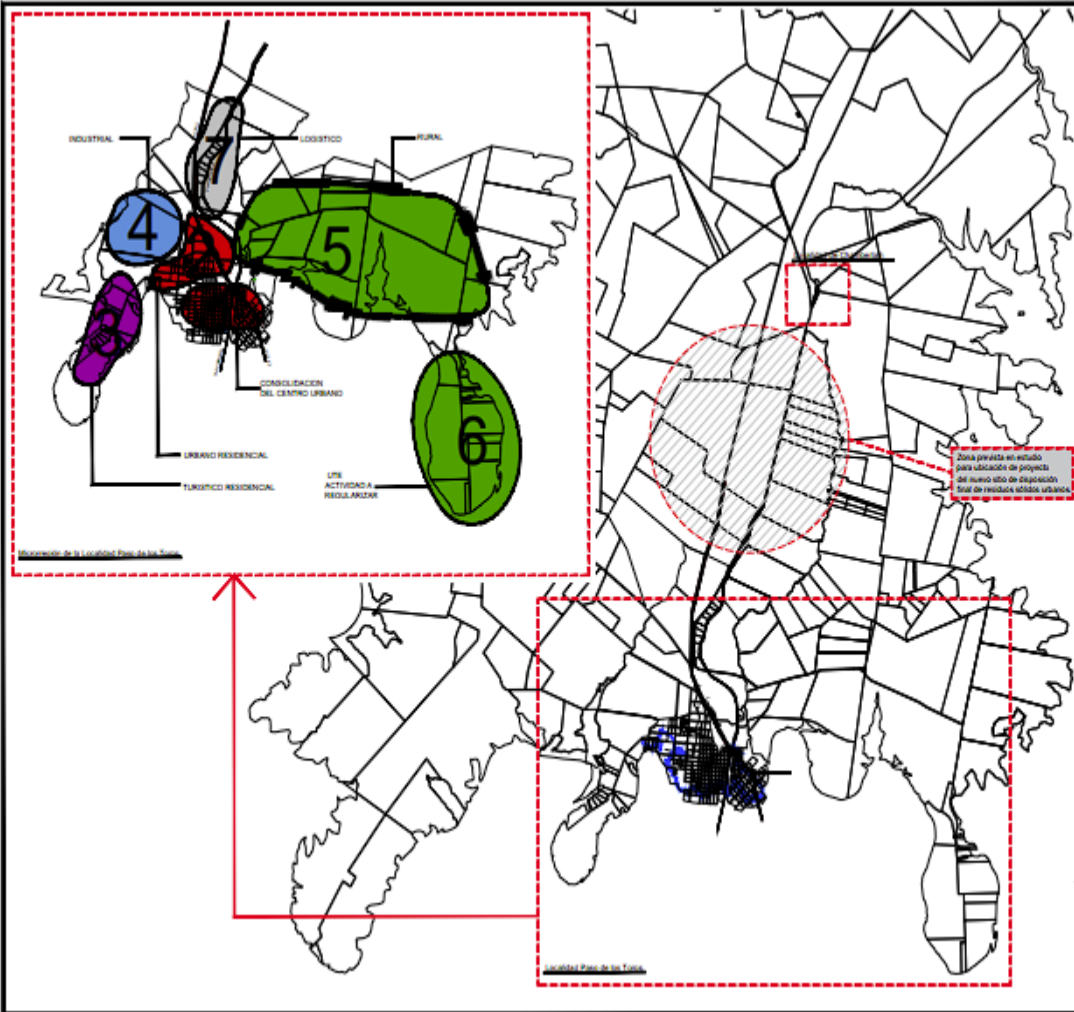 INDUSTRIAL
LOGISTICO
RURAL
7
4
5
3
6
CONSOLIDACION
DEL CENTRO URBANO
URBANO RESIDENCIAL
TURISTICO RESIDENCIAL
UTE
ACTIVIDAD A
REGULARIZAR
Microrregión de la Localidad Paso de los Toros
Zona prevista en estudio
para ubicación de proyecto
del nuevo sitio de disposición
final de residuos sólidos urbanos
Localidad Paso de los Toros